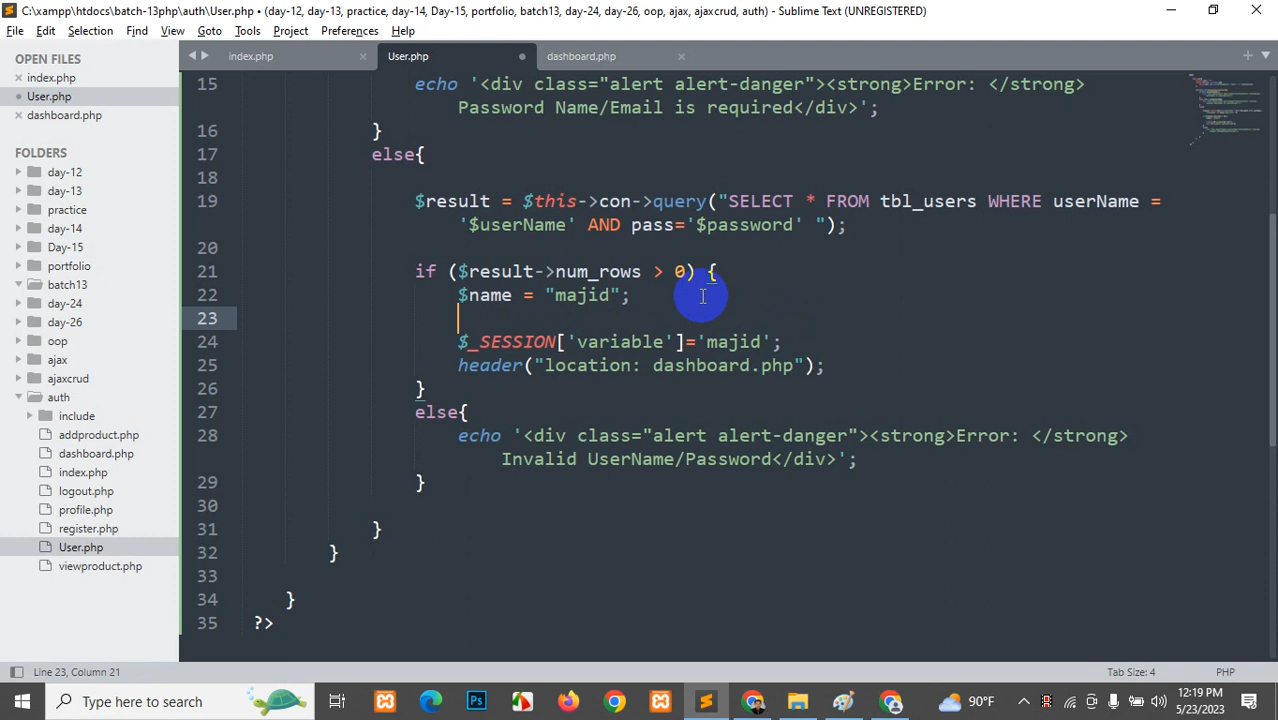 C:\xampp\htdocs\batch-13php\auth\User.php • (day-12, day-13, practice, day-14, Day-15, portfolio, batch13, day-24, day-26, oop, ajax, ajaxcrud, auth) - Sublime Text (UNREGISTERED)
File Edit Selection Find View Goto Tools Project Preferences Help
OPEN FILES
index.php
User.php
dashboard.php
FOLDERS
day-12
day-13
practice
day-14
Day-15
portfolio
batch13
day-24
day-26
oop
ajax
ajaxcrud
auth
include
addproduct.php
dashboard.php
index.php
logout.php
profile.php
register.php
User.php
viewproduct.php
index.php User.php dashboard.php
15 echo '<div class="alert alert-danger"><strong>Error: </strong>
Password Name/Email is required</div>';
16 }
17 else{
18
19 $result = $this->con->query("SELECT * FROM tbl_users WHERE userName =
'$userName' AND pass='$password' ");
20
21 if ($result->num_rows > 0) {
22 $name = "majid";
23
24 $_SESSION['variable']='majid';
25 header("location: dashboard.php");
26 }
27 else{
28 echo '<div class="alert alert-danger"><strong>Error: </strong>
Invalid UserName/Password</div>';
29 }
30
31 }
32 }
33
34 }
35 ?>
Line 23, Column 21 Tab Size: 4 PHP
Type here to search
Ps
90°F
12:19 PM
5/23/2023